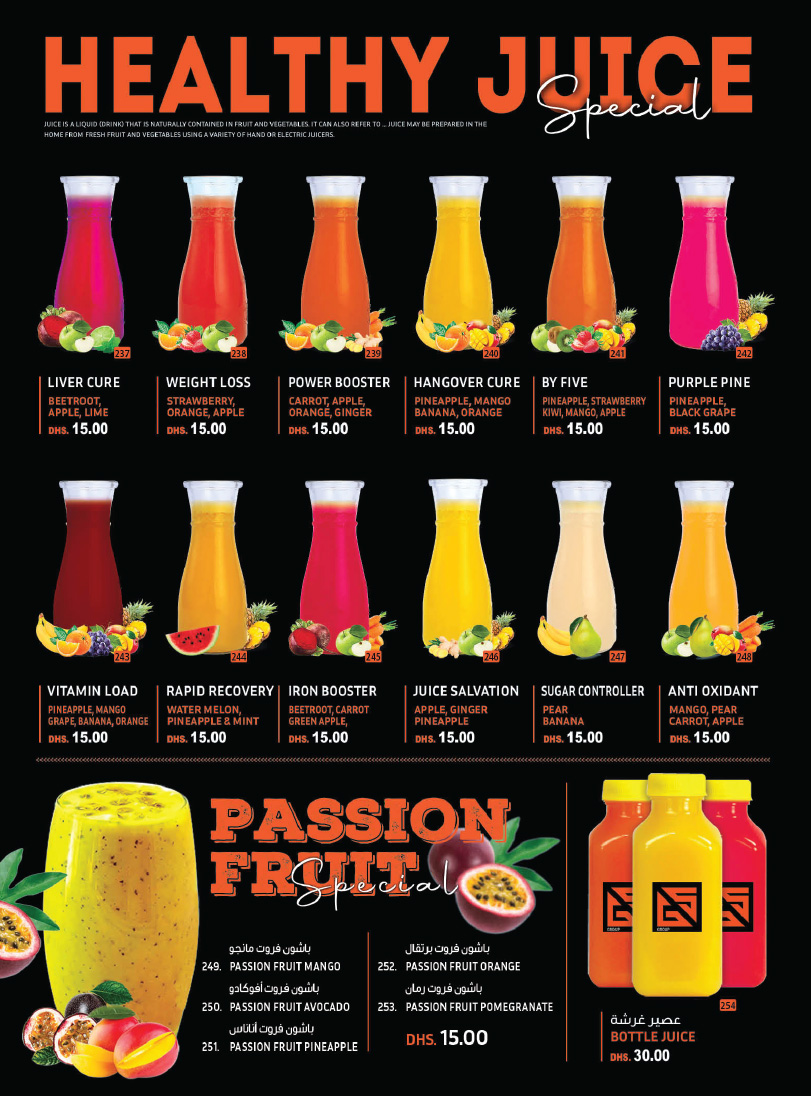 HEALTHY JUICE
Special
JUICE IS A LIQUID (DRINK) THAT IS NATURALLY CONTAINED IN FRUIT AND VEGETABLES. IT CAN ALSO REFER TO ... JUICE MAY BE PREPARED IN THE
HOME FROM FRESH FRUIT AND VEGETABLES USING A VARIETY OF HAND OR ELECTRIC JUICERS.
237
LIVER CURE
BEETROOT,
APPLE, LIME
DHS. 15.00
238
WEIGHT LOSS
STRAWBERRY,
ORANGE, APPLE
DHS. 15.00
239
POWER BOOSTER
CARROT, APPLE,
ORANGE, GINGER
DHS. 15.00
240
HANGOVER CURE
PINEAPPLE, MANGO
BANANA, ORANGE
DHS. 15.00
241
BY FIVE
PINEAPPLE, STRAWBERRY
KIWI, MANGO, APPLE
DHS. 15.00
242
PURPLE PINE
PINEAPPLE,
BLACK GRAPE
DHS. 15.00
243
VITAMIN LOAD
PINEAPPLE, MANGO
GRAPE, BANANA, ORANGE
DHS. 15.00
244
RAPID RECOVERY
WATER MELON,
PINEAPPLE & MINT
DHS. 15.00
245
IRON BOOSTER
BEETROOT, CARROT
GREEN APPLE,
DHS. 15.00
246
JUICE SALVATION
APPLE, GINGER
PINEAPPLE
DHS. 15.00
247
SUGAR CONTROLLER
PEAR
BANANA
DHS. 15.00
248
ANTI OXIDANT
MANGO, PEAR
CARROT, APPLE
DHS. 15.00
PASSION
FRUIT
Special
باشون فروت مانجو
249. PASSION FRUIT MANGO
باشون فروت أفوكادو
250. PASSION FRUIT AVOCADO
باشون فروت أناناس
251. PASSION FRUIT PINEAPPLE
باشون فروت برتقال
252. PASSION FRUIT ORANGE
باشون فروت رمان
253. PASSION FRUIT POMEGRANATE
DHS. 15.00
GROUP
GROUP
254
عصير غرشة
BOTTLE JUICE
DHS. 30.00